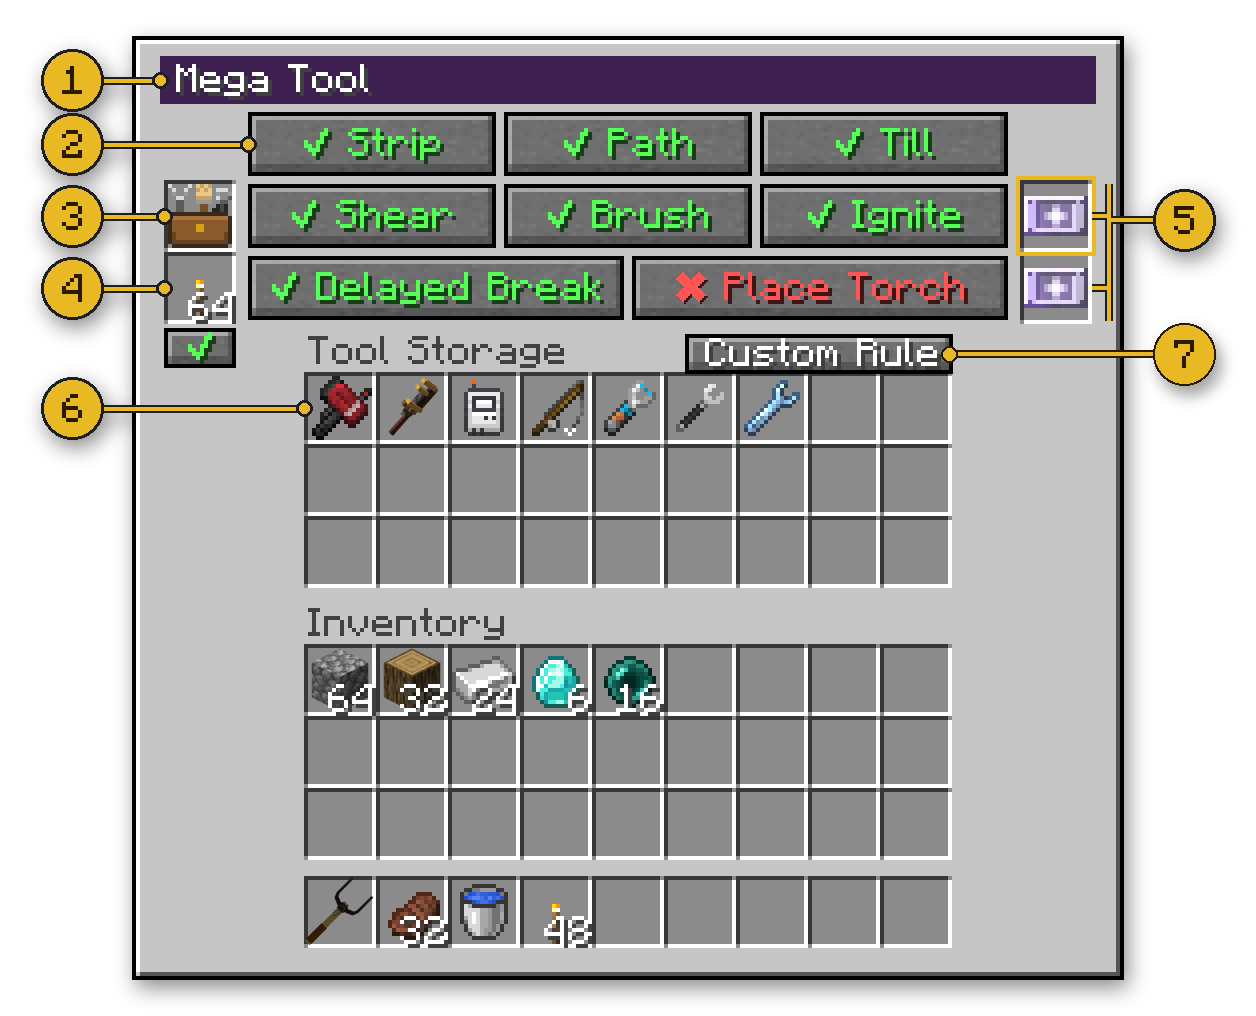 1
Mega Tool
2
✓ Strip
✓ Path
✓ Till
3
✓ Shear
✓ Brush
✓ Ignite
5
4
64
✓ Delayed Break
✖ Place Torch
✓
Tool Storage
Custom Rule
7
6
Inventory
64
32
24
6
16
32
48